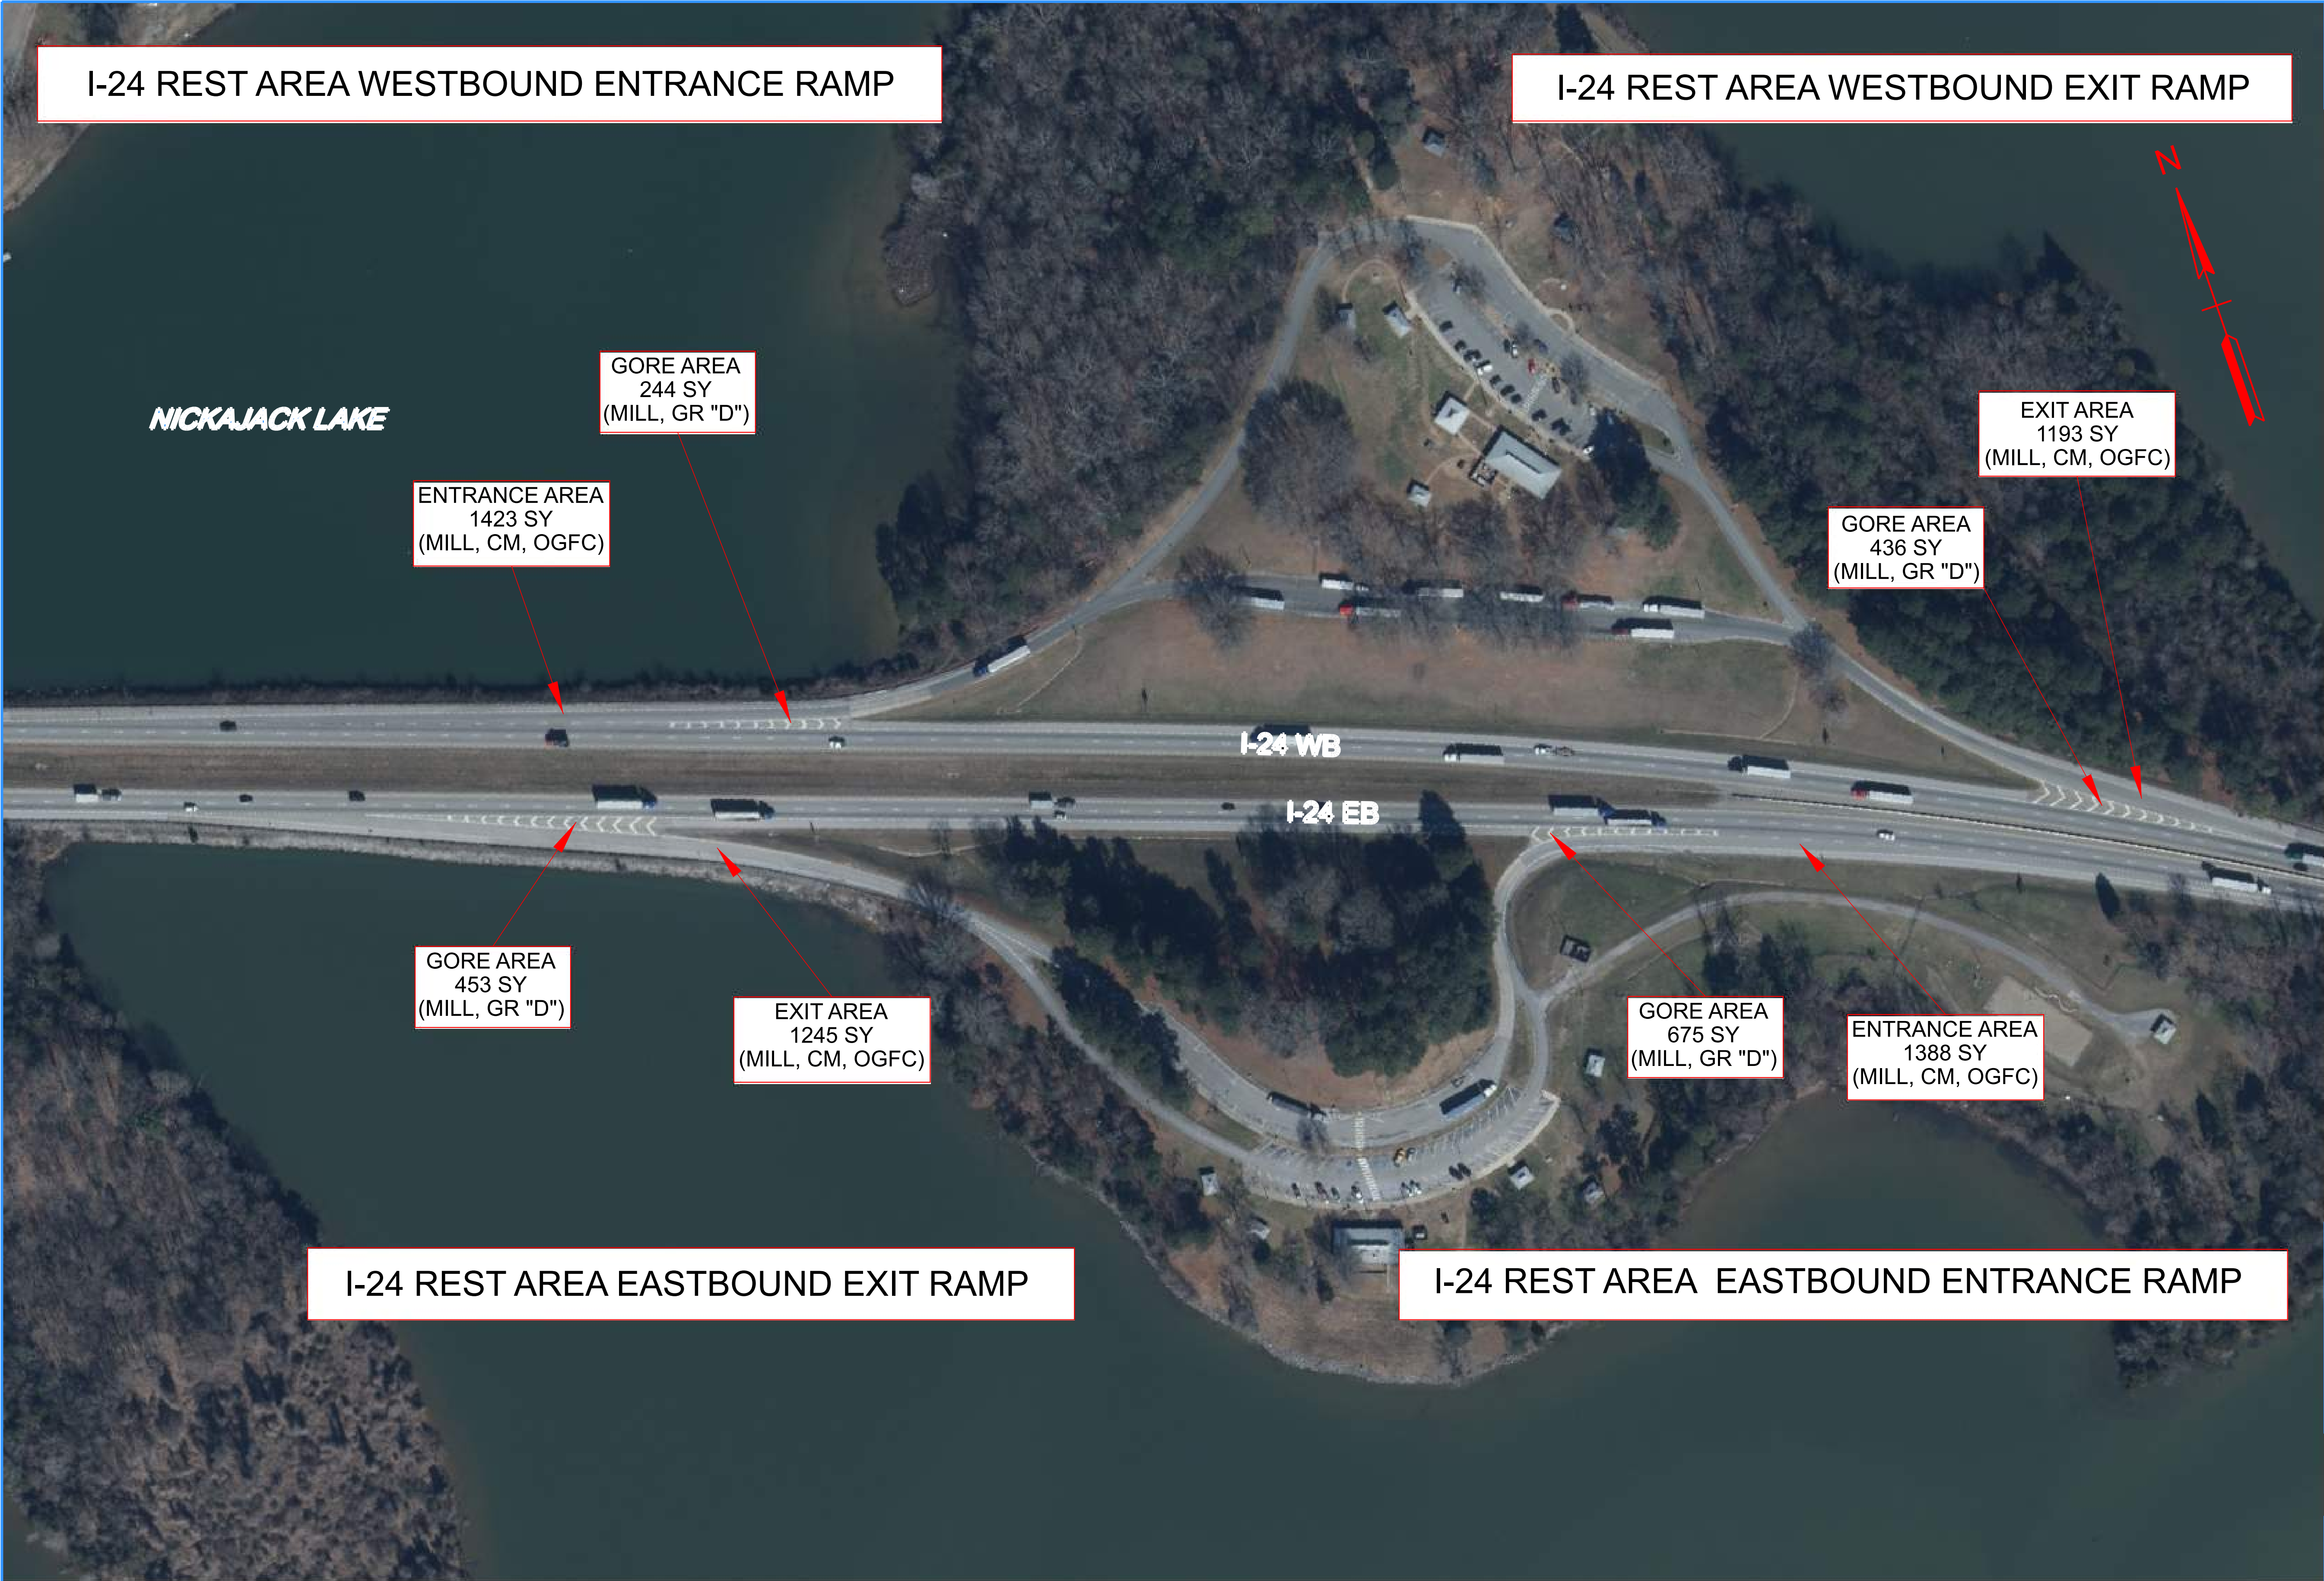 I-24 REST AREA WESTBOUND ENTRANCE RAMP
I-24 REST AREA WESTBOUND EXIT RAMP
N
GORE AREA
244 SY
(MILL, GR "D")
NICKAJACK LAKE
EXIT AREA
1193 SY
(MILL, CM, OGFC)
ENTRANCE AREA
1423 SY
(MILL, CM, OGFC)
GORE AREA
436 SY
(MILL, GR "D")
I-24 WB
I-24 EB
GORE AREA
453 SY
(MILL, GR "D")
EXIT AREA
1245 SY
(MILL, CM, OGFC)
GORE AREA
675 SY
(MILL, GR "D")
ENTRANCE AREA
1388 SY
(MILL, CM, OGFC)
I-24 REST AREA EASTBOUND EXIT RAMP
I-24 REST AREA EASTBOUND ENTRANCE RAMP